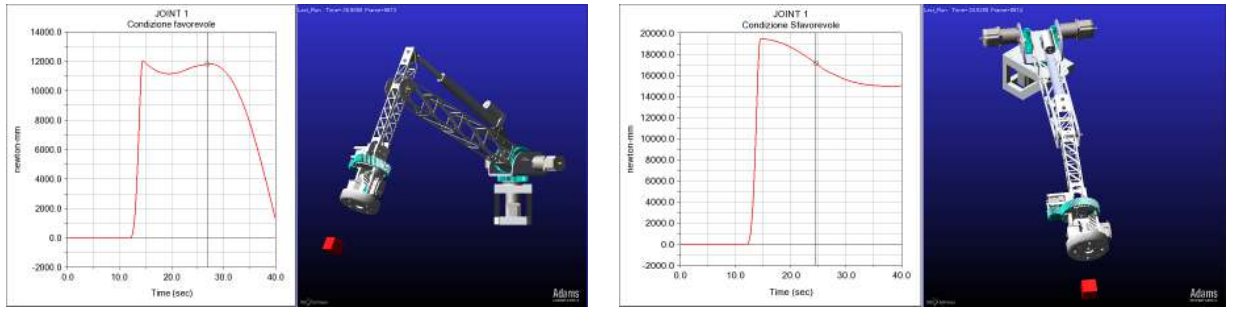 JOINT 1
Condizione favorevole
14000.0
12000.0
10000.0
8000.0
6000.0
4000.0
2000.0
0.0
-2000.0
newton-mm
0.0 10.0 20.0 30.0 40.0
Time (sec)
Adams
JOINT 1
Condizione Sfavorevole
20000.0
18000.0
16000.0
14000.0
12000.0
10000.0
8000.0
6000.0
4000.0
2000.0
0.0
-2000.0
newton-mm
0.0 10.0 20.0 30.0 40.0
Time (sec)
Adams